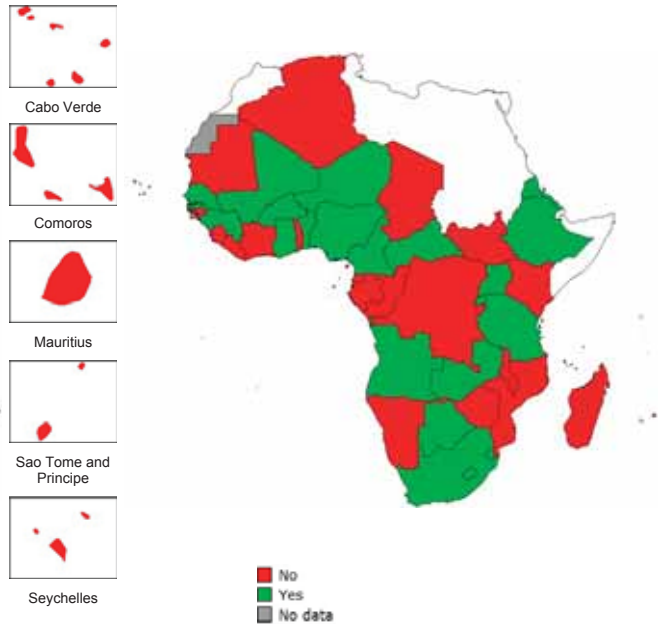 Cabo Verde
Comoros
Mauritius
Sao Tome and
Principe
Seychelles
No
Yes
No data